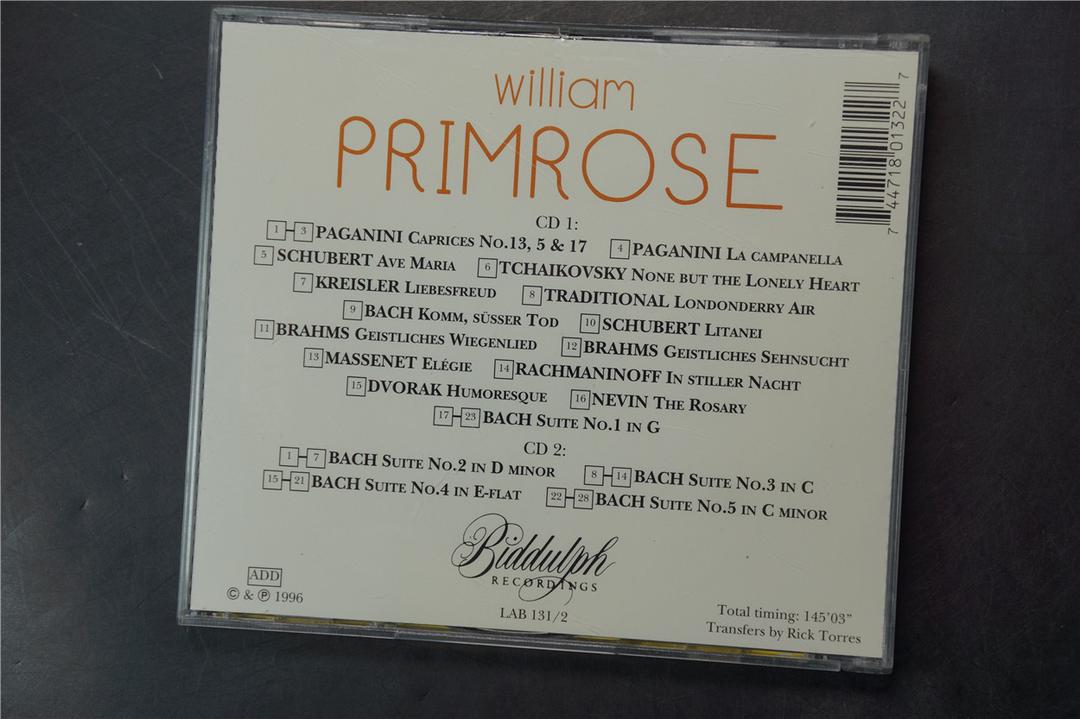 william
PRIMROSE
7 44718 01322 7
CD 1:
1-3 PAGANINI CAPRICES NO.13, 5 & 17 4 PAGANINI LA CAMPANELLA
5 SCHUBERT AVE MARIA 6 TCHAIKOVSKY NONE BUT THE LONELY HEART
7 KREISLER LIEBESFREUD 8 TRADITIONAL LONDONDERRY AIR
9 BACH KOMM, SÜSSER TOD 10 SCHUBERT LITANEI
11 BRAHMS GEISTLICHES WIEGENLIED 12 BRAHMS GEISTLICHES SEHNSUCHT
13 MASSENET ELÉGIE 14 RACHMANINOFF IN STILLER NACHT
15 DVORAK HUMORESQUE 16 NEVIN THE ROSARY
17-23 BACH SUITE NO.1 IN G
CD 2:
1-7 BACH SUITE NO.2 IN D MINOR 8-14 BACH SUITE NO.3 IN C
15-21 BACH SUITE NO.4 IN E-FLAT 22-28 BACH SUITE NO.5 IN C MINOR
Biddulph
RECORDINGS
ADD
© & ℗ 1996
LAB 131/2
Total timing: 145'03"
Transfers by Rick Torres